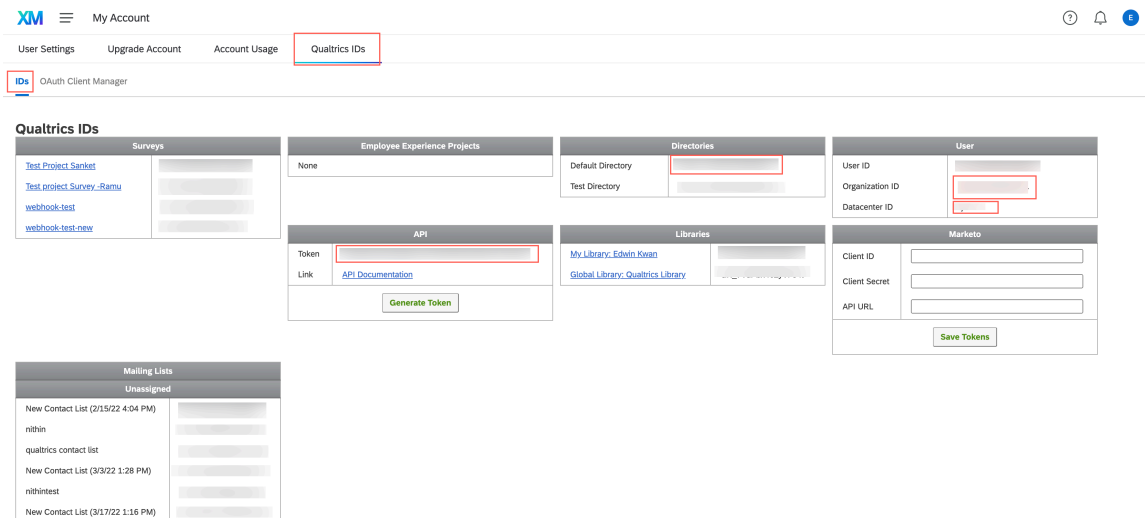 XM My Account ? E
User Settings Upgrade Account Account Usage Qualtrics IDs
IDs OAuth Client Manager
Qualtrics IDs
Surveys
Test Project Sanket
Test project Survey -Ramu
webhook-test
webhook-test-new
Employee Experience Projects
None
Directories
Default Directory
Test Directory
User
User ID
Organization ID
Datacenter ID
API
Token
Link API Documentation
Generate Token
Libraries
My Library: Edwin Kwan
Global Library: Qualtrics Library
Marketo
Client ID
Client Secret
API URL
Save Tokens
Mailing Lists
Unassigned
New Contact List (2/15/22 4:04 PM)
nithin
qualtrics contact list
New Contact List (3/3/22 1:28 PM)
nithintest
New Contact List (3/17/22 1:16 PM)